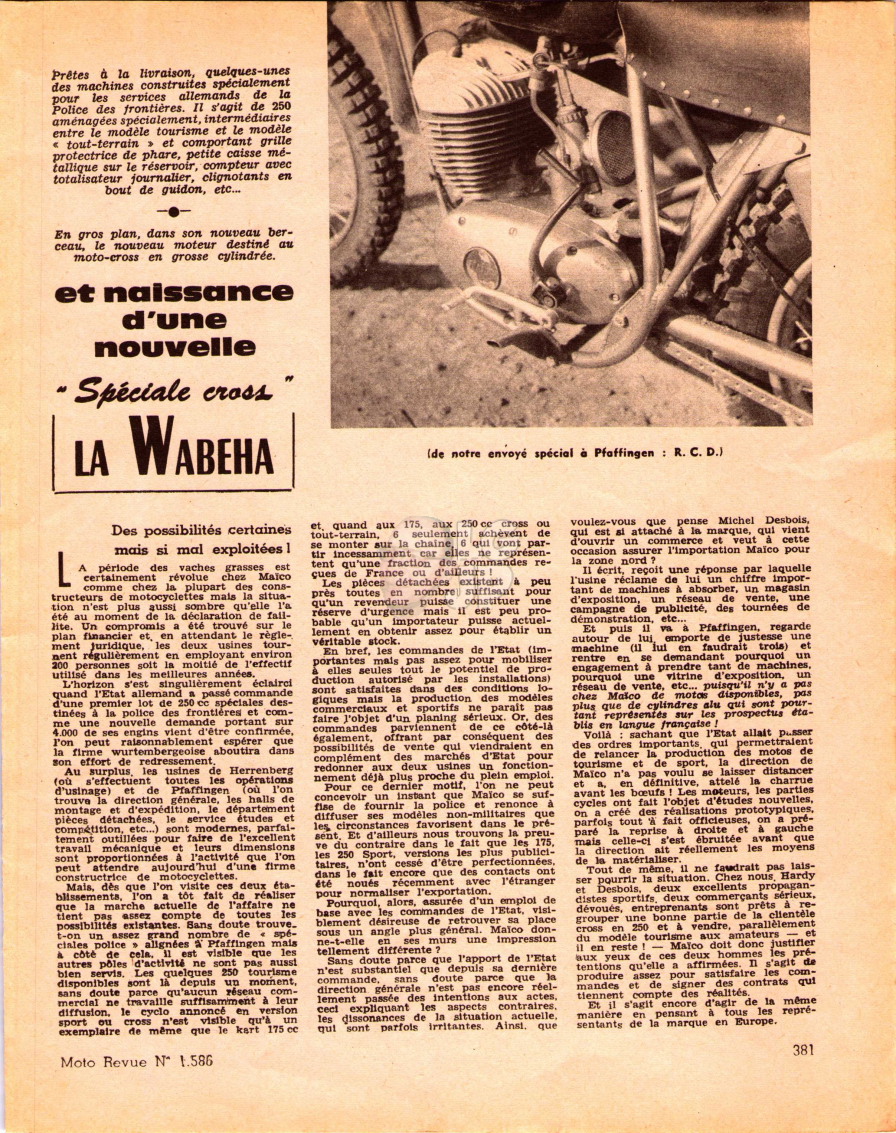 Prêtes à la livraison, quelques-unes
des machines construites spécialement
pour les services allemands de la
Police des frontières. Il s'agit de 250
aménagées spécialement, intermédiaires
entre le modèle tourisme et le modèle
« tout-terrain » et comportant grille
protectrice de phare, petite caisse mé-
tallique sur le réservoir, compteur avec
totalisateur journalier, clignotants en
bout de guidon, etc...
En gros plan, dans son nouveau ber-
ceau, le nouveau moteur destiné au
moto-cross en grosse cylindrée.
et naissance
d'une
nouvelle
" Spéciale cross "
LA WABEHA
(de notre envoyé spécial à Pfaffingen : R. C. D.)
Des possibilités certaines
mais si mal exploitées !
LA période des vaches grasses est
certainement révolue chez Maïco
comme chez la plupart des cons-
tructeurs de motocyclettes mais la situa-
tion n'est plus aussi sombre qu'elle l'a
été au moment de la déclaration de fail-
lite. Un compromis a été trouvé sur le
plan financier et, en attendant le règle-
ment juridique, les deux usines tour-
nent régulièrement en employant environ
200 personnes soit la moitié de l'effectif
utilisé dans les meilleures années.
L'horizon s'est singulièrement éclairci
quand l'Etat allemand a passé commande
d'une premier lot de 250 cc spéciales des-
tinées à la police des frontières et com-
me une nouvelle demande portant sur
4.000 de ses engins vient d'être confirmée,
l'on peut raisonnablement espérer que
la firme wurtembergeoise aboutira dans
son effort de redressement.
Au surplus, les usines de Herrenberg
(où s'effectuent toutes les opérations
d'usinage) et de Pfaffingen (où l'on
trouve la direction générale, les halls de
montage et d'expédition, le département
pièces détachées, le service études et
compétition, etc...) sont modernes, parfai-
tement outillées pour faire de l'excellent
travail mécanique et leurs dimensions
sont proportionnées à l'activité que l'on
peut attendre aujourd'hui d'une firme
constructrice de motocyclettes.
Mais, dès que l'on visite ces deux éta-
blissements, l'on a tôt fait de réaliser
que la marche actuelle de l'affaire ne
tient pas assez compte de toutes les
possibilités existantes. Sans doute trouve-
t-on un assez grand nombre de « spé-
ciales police » alignées à Pfaffingen mais
à côté de cela, il est visible que les
autres pôles d'activité ne sont pas aussi
bien servis. Les quelques 250 tourisme
disponibles sont là depuis un moment,
sans doute parce qu'aucun réseau com-
mercial ne travaille suffisamment à leur
diffusion, le cyclo annoncé en version
sport ou cross n'est visible qu'à un
exemplaire de même que le kart 175 cc
et, quand aux 175, aux 250 cc cross ou
tout-terrain, 6 seulement achèvent de
se monter sur la chaîne, 6 qui vont par-
tir incessamment car elles ne représen-
tent qu'une fraction des commandes re-
çues de France ou d'ailleurs !
Les pièces détachées existent à peu
près toutes en nombre suffisant pour
qu'un revendeur puisse constituer une
réserve d'urgence mais il est peu pro-
bable qu'un importateur puisse actuel-
lement en obtenir assez pour établir un
véritable stock.
En bref, les commandes de l'Etat (im-
portantes mais pas assez pour mobiliser
à elles seules tout le potentiel de pro-
duction autorisé par les installations)
sont satisfaites dans des conditions lo-
giques mais la production des modèles
commerciaux et sportifs ne paraît pas
faire l'objet d'un planing sérieux. Or, des
commandes parviennent de ce côté-là
également, offrant par conséquent des
possibilités de vente qui viendraient en
complément des marchés d'Etat pour
redonner aux deux usines un fonction-
nement déjà plus proche du plein emploi.
Pour ce dernier motif, l'on ne peut
concevoir un instant que Maïco se suf-
fise de fournir la police et renonce à
diffuser ses modèles non-militaires que
les circonstances favorisent dans le pré-
sent. Et d'ailleurs nous trouvons la preu-
ve du contraire dans le fait que les 175,
les 250 Sport, versions les plus publici-
taires, n'ont cessé d'être perfectionnées,
dans le fait encore que des contacts ont
été noués récemment avec l'étranger
pour normaliser l'exportation.
Pourquoi, alors, assurée d'un emploi de
base avec les commandes de l'Etat, visi-
blement désireuse de retrouver sa place
sous un angle plus général. Maïco don-
ne-t-elle en ses murs une impression
tellement différente ?
Sans doute parce que l'apport de l'Etat
n'est substantiel que depuis sa dernière
commande, sans doute parce que la
direction générale n'est pas encore réel-
lement passée des intentions aux actes,
ceci expliquant les aspects contraires,
les dissonances de la situation actuelle,
qui sont parfois irritantes. Ainsi, que
voulez-vous que pense Michel Desbois,
qui est si attaché à la marque, qui vient
d'ouvrir un commerce et veut à cette
occasion assurer l'importation Maïco pour
la zone nord ?
Il écrit, reçoit une réponse par laquelle
l'usine réclame de lui un chiffre impor-
tant de machines à absorber, un magasin
d'exposition, un réseau de vente, une
campagne de publicité, des tournées de
démonstration, etc...
Et puis il va à Pfaffingen, regarde
autour de lui, emporte de justesse une
machine (il lui en faudrait trois) et
rentre en se demandant pourquoi un
engagement à prendre tant de machines,
pourquoi une vitrine d'exposition, un
réseau de vente, etc... puisqu'il n'y a pas
chez Maïco de motos disponibles, pas
plus que de cylindres alu qui sont pour-
tant représentés sur les prospectus éta-
blis en langue française !
Voilà : sachant que l'Etat allait passer
des ordres importants, qui permettraient
de relancer la production des motos de
tourisme et de sport, la direction de
Maïco n'a pas voulu se laisser distancer
et a, en définitive, attelé la charrue
avant les bœufs ! Les moteurs, les parties
cycles ont fait l'objet d'études nouvelles,
on a créé des réalisations prototypiques,
parfois tout à fait officieuses, on a pré-
paré la reprise à droite et à gauche
mais celle-ci s'est ébruitée avant que
la direction ait réellement les moyens
de la matérialiser.
Tout de même, il ne faudrait pas lais-
ser pourrir la situation. Chez nous, Hardy
et Desbois, deux excellents propagan-
distes sportifs, deux commerçants sérieux,
dévoués, entreprenants sont prêts à re-
grouper une bonne partie de la clientèle
cross en 250 et à vendre, parallèlement
du modèle tourisme aux amateurs — et
il en reste ! — Maïco doit donc justifier
aux yeux de ces deux hommes les pré-
tentions qu'elle a affirmées. Il s'agit de
produire assez pour satisfaire les com-
mandes et de signer des contrats qui
tiennent compte des réalités.
Et il s'agit encore d'agir de la même
manière en pensant à tous les repré-
sentants de la marque en Europe.
Moto Revue N° 1.586
381